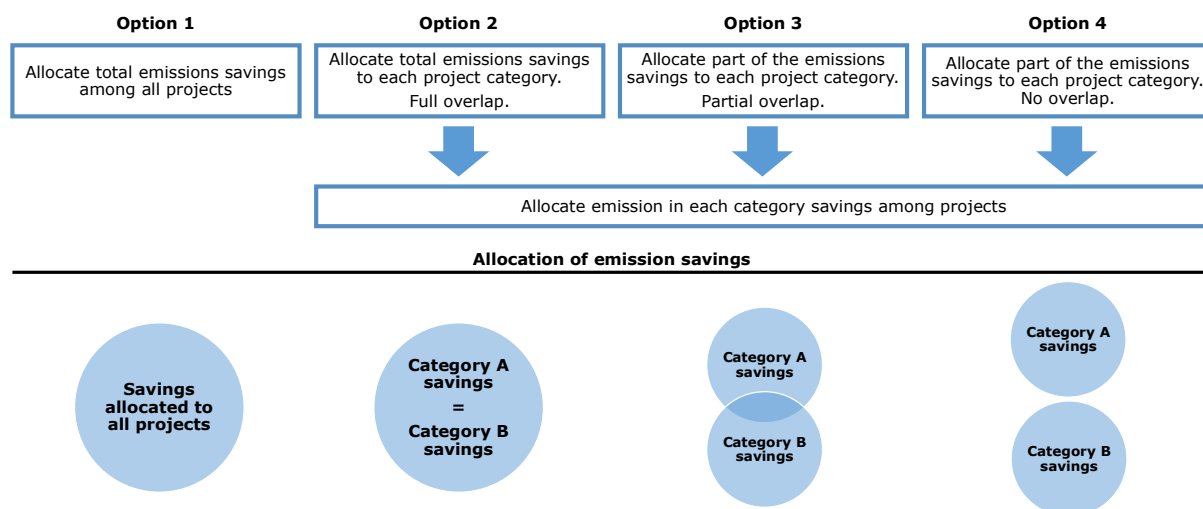 Option 1
Option 2
Option 3
Option 4
Allocate total emissions savings
among all projects
Allocate total emissions savings
to each project category.
Full overlap.
Allocate part of the emissions
savings to each project category.
Partial overlap.
Allocate part of the emissions
savings to each project category.
No overlap.
Allocate emission in each category savings among projects
Allocation of emission savings
Savings
allocated to
all projects
Category A
savings
=
Category B
savings
Category A
savings
Category B
savings
Category A
savings
Category B
savings